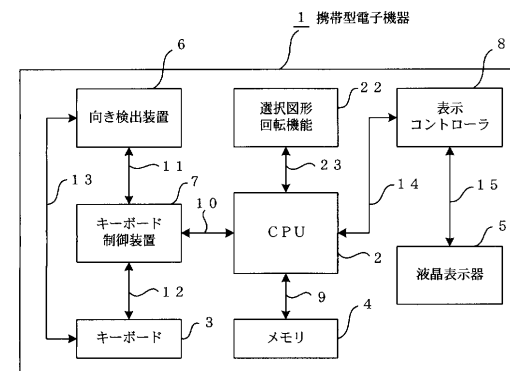 1 携帯型電子機器
6
向き検出装置
22
選択図形
回転機能
8
表示
コントローラ
13
11
7
23
14
15
キーボード
制御装置
10
CPU
2
5
液晶表示器
12
9
キーボード
3
メモリ
4